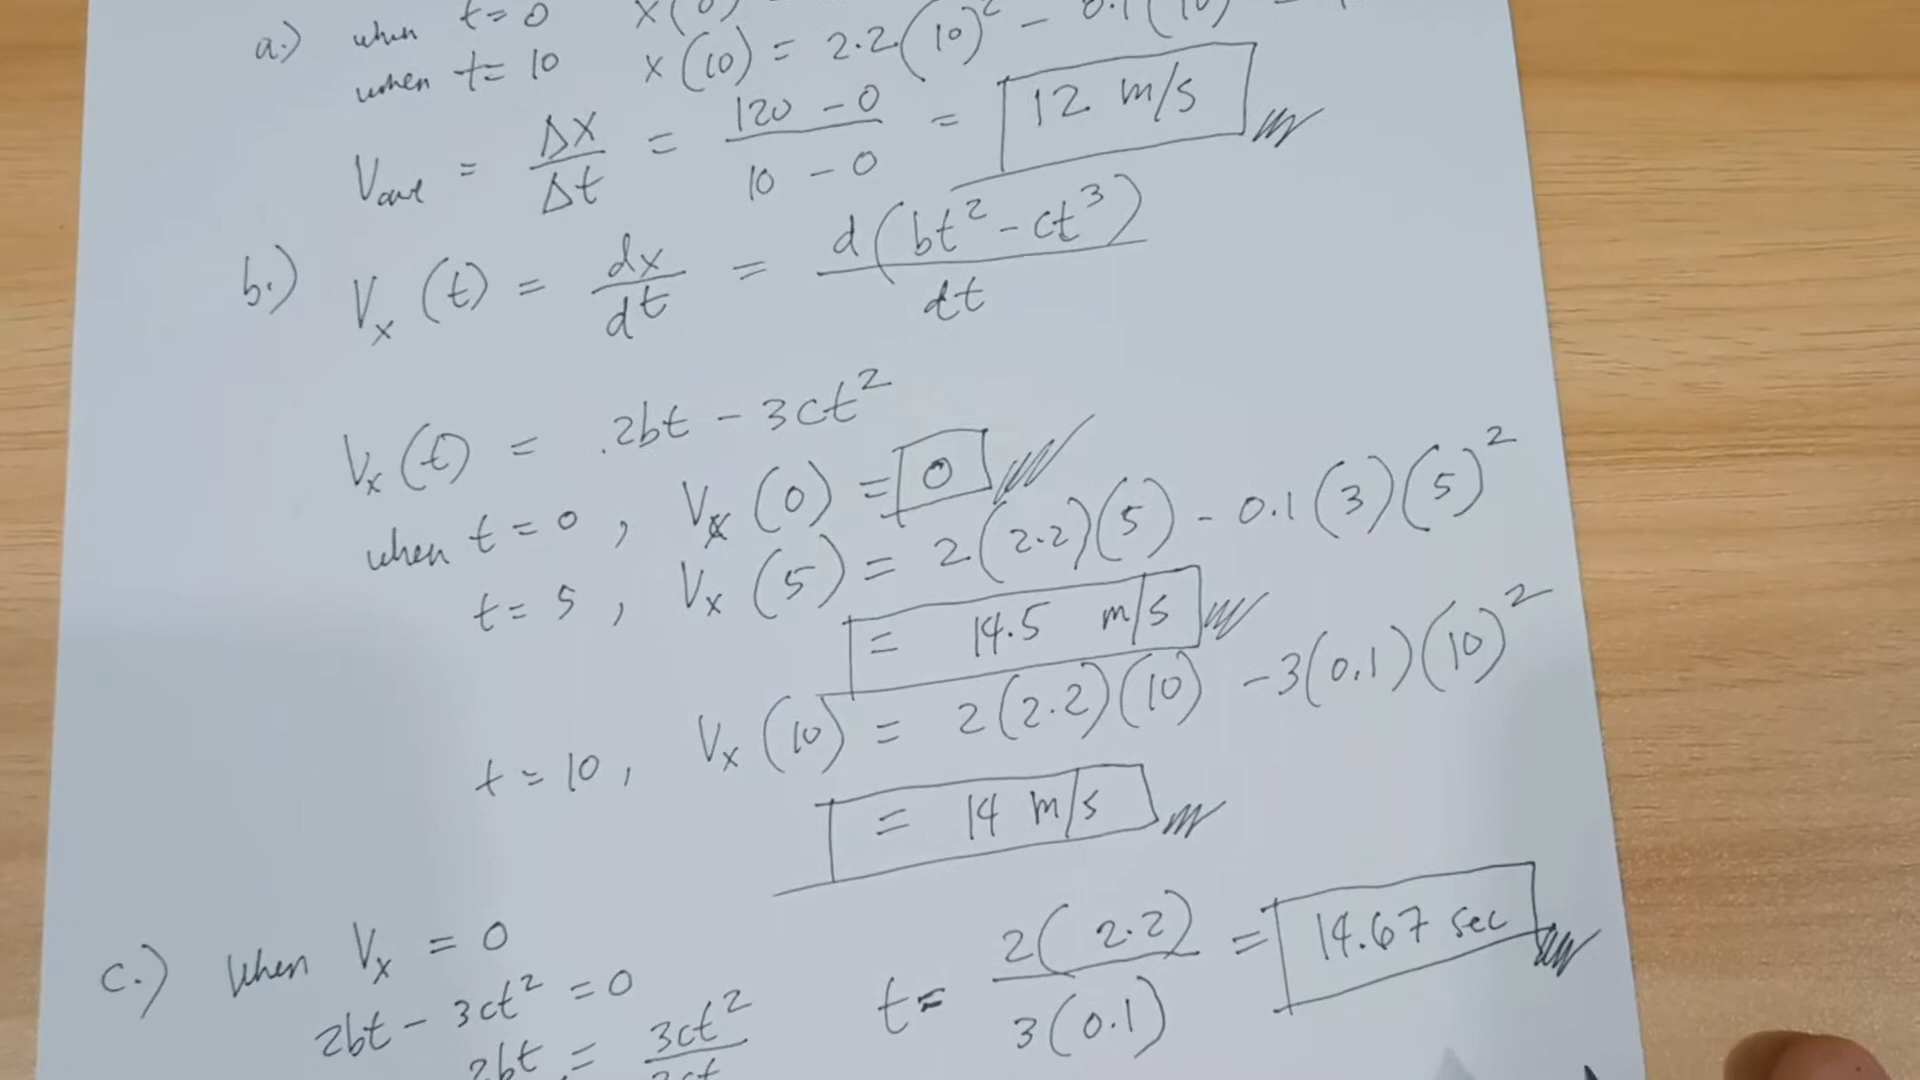 a.) when t = 0 x(0)
when t = 10 x(10) = 2.2(10)² - 0.1(10)
Vave = Δx/Δt = (120 - 0)/(10 - 0) = 12 m/s
b.) Vx(t) = dx/dt = d(bt² - ct³)/dt
Vx(t) = 2bt - 3ct²
when t = 0, Vx(0) = 0
t = 5, Vx(5) = 2(2.2)(5) - 0.1(3)(5)²
= 14.5 m/s
t = 10, Vx(10) = 2(2.2)(10) - 3(0.1)(10)²
= 14 m/s
c.) when Vx = 0
2bt - 3ct² = 0
2bt = 3ct²
t = 2(2.2)/3(0.1) = 14.67 sec